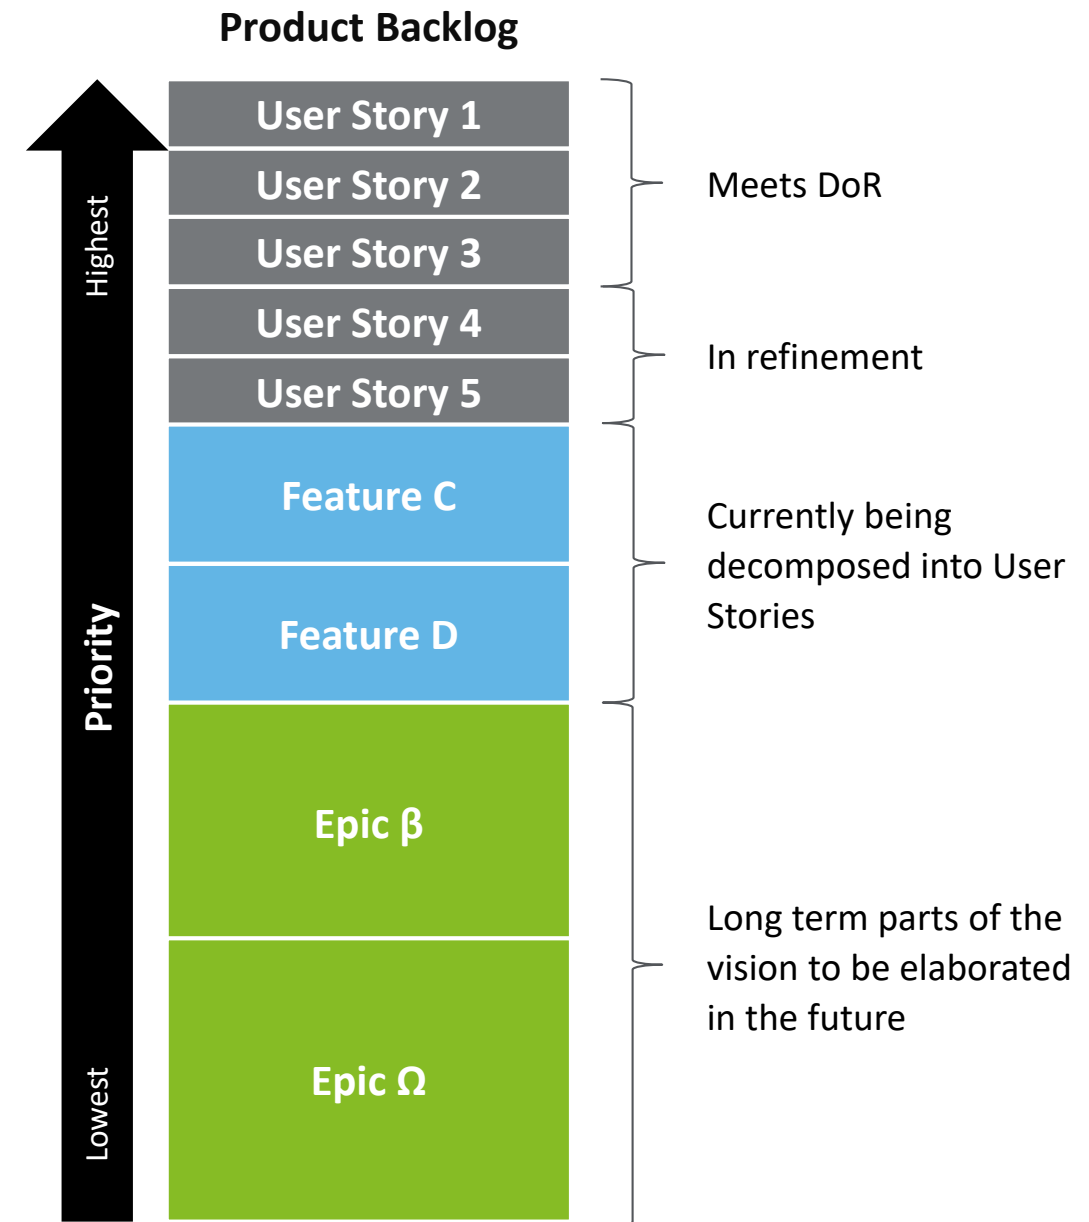 Product Backlog
User Story 1
User Story 2
User Story 3
User Story 4
User Story 5
Feature C
Feature D
Epic β
Epic Ω
Highest
Priority
Lowest
Meets DoR
In refinement
Currently being
decomposed into User
Stories
Long term parts of the
vision to be elaborated
in the future